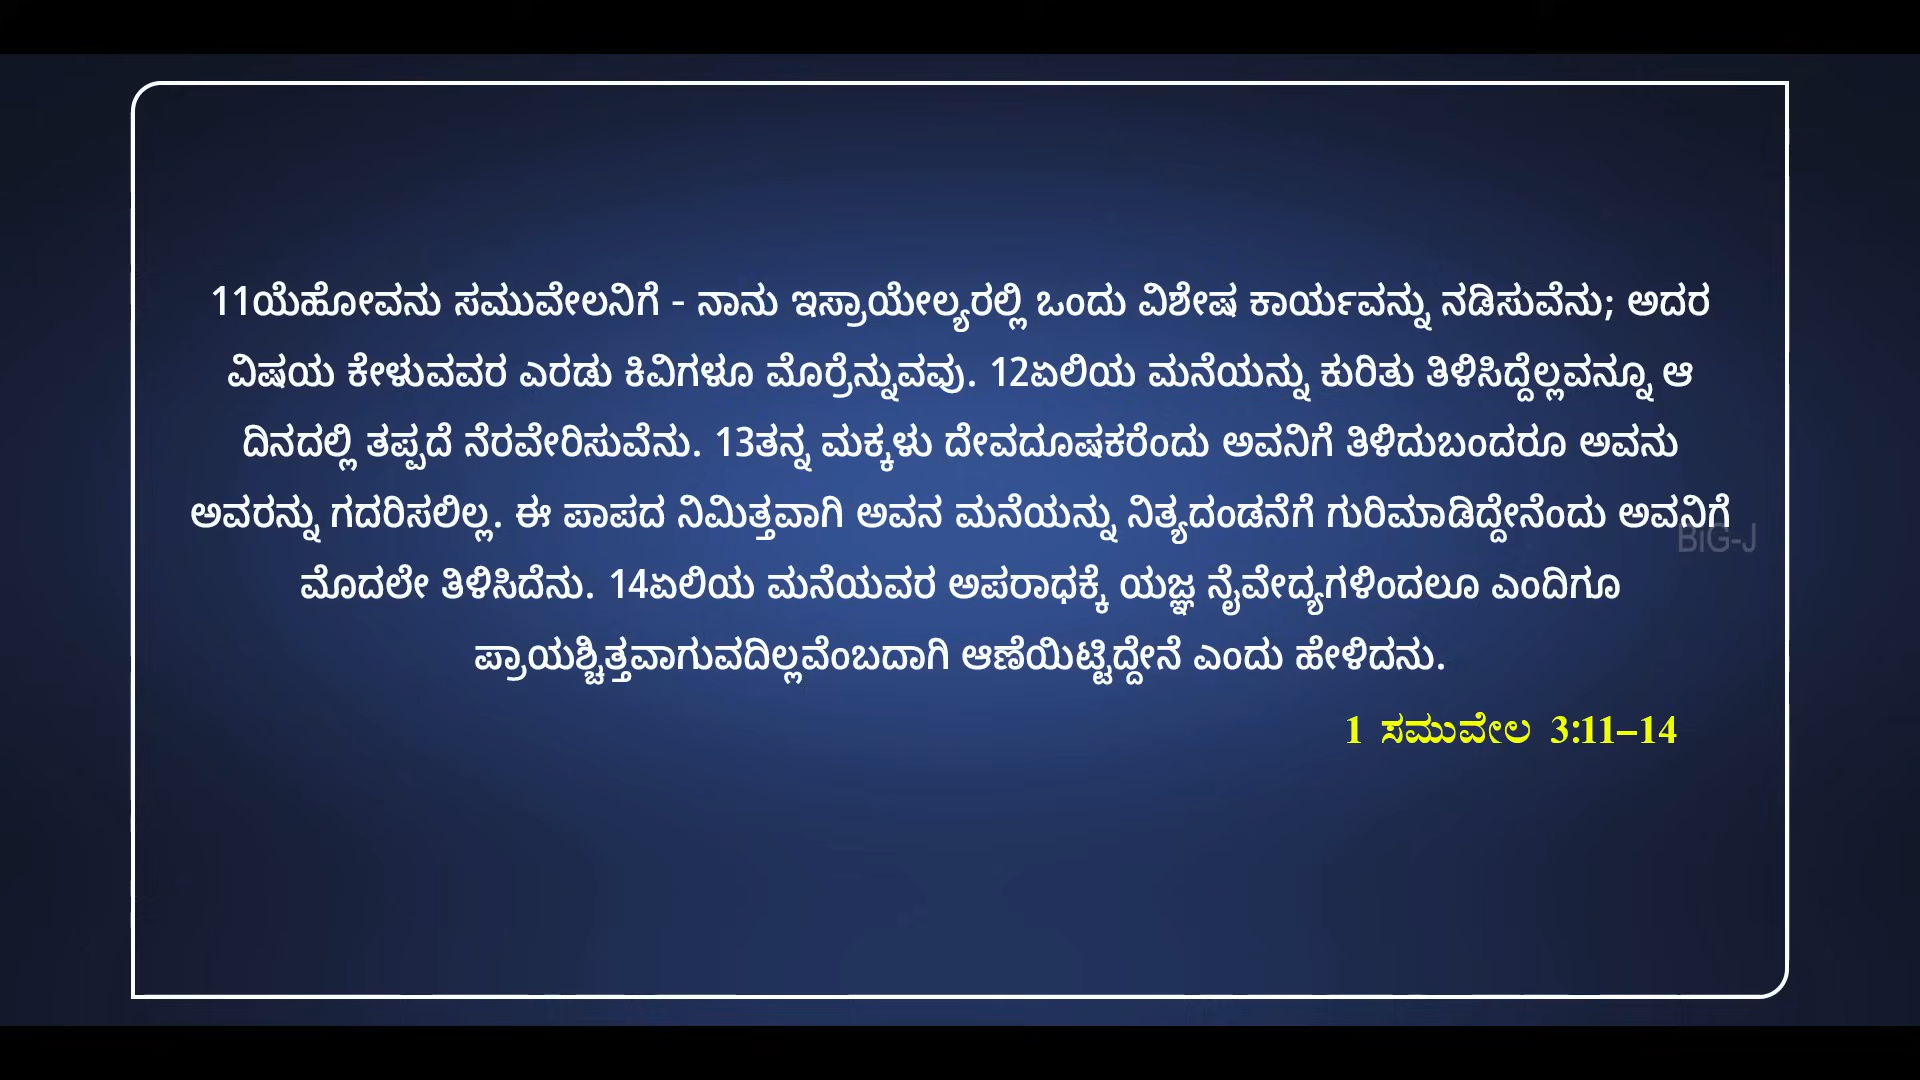 11ಯೆಹೋವನು ಸಮುವೇಲನಿಗೆ - ನಾನು ಇಸ್ರಾಯೇಲ್ಯರಲ್ಲಿ ಒಂದು ವಿಶೇಷ ಕಾರ್ಯವನ್ನು ನಡಿಸುವೆನು; ಅದರ
ವಿಷಯ ಕೇಳುವವರ ಎರಡು ಕಿವಿಗಳೂ ಮೊರ್ರೆನ್ನುವವು. 12ಏಲಿಯ ಮನೆಯನ್ನು ಕುರಿತು ತಿಳಿಸಿದ್ದೆಲ್ಲವನ್ನೂ ಆ
ದಿನದಲ್ಲಿ ತಪ್ಪದೆ ನೆರವೇರಿಸುವೆನು. 13ತನ್ನ ಮಕ್ಕಳು ದೇವದೂಷಕರೆಂದು ಅವನಿಗೆ ತಿಳಿದುಬಂದರೂ ಅವನು
ಅವರನ್ನು ಗದರಿಸಲಿಲ್ಲ. ಈ ಪಾಪದ ನಿಮಿತ್ತವಾಗಿ ಅವನ ಮನೆಯನ್ನು ನಿತ್ಯದಂಡನೆಗೆ ಗುರಿಮಾಡಿದ್ದೇನೆಂದು ಅವನಿಗೆ
BiG-J
ಮೊದಲೇ ತಿಳಿಸಿದೆನು. 14ಏಲಿಯ ಮನೆಯವರ ಅಪರಾಧಕ್ಕೆ ಯಜ್ಞ ನೈವೇದ್ಯಗಳಿಂದಲೂ ಎಂದಿಗೂ
ಪ್ರಾಯಶ್ಚಿತ್ತವಾಗುವದಿಲ್ಲವೆಂಬದಾಗಿ ಆಣೆಯಿಟ್ಟಿದ್ದೇನೆ ಎಂದು ಹೇಳಿದನು.
1 ಸಮುವೇಲ 3:11–14